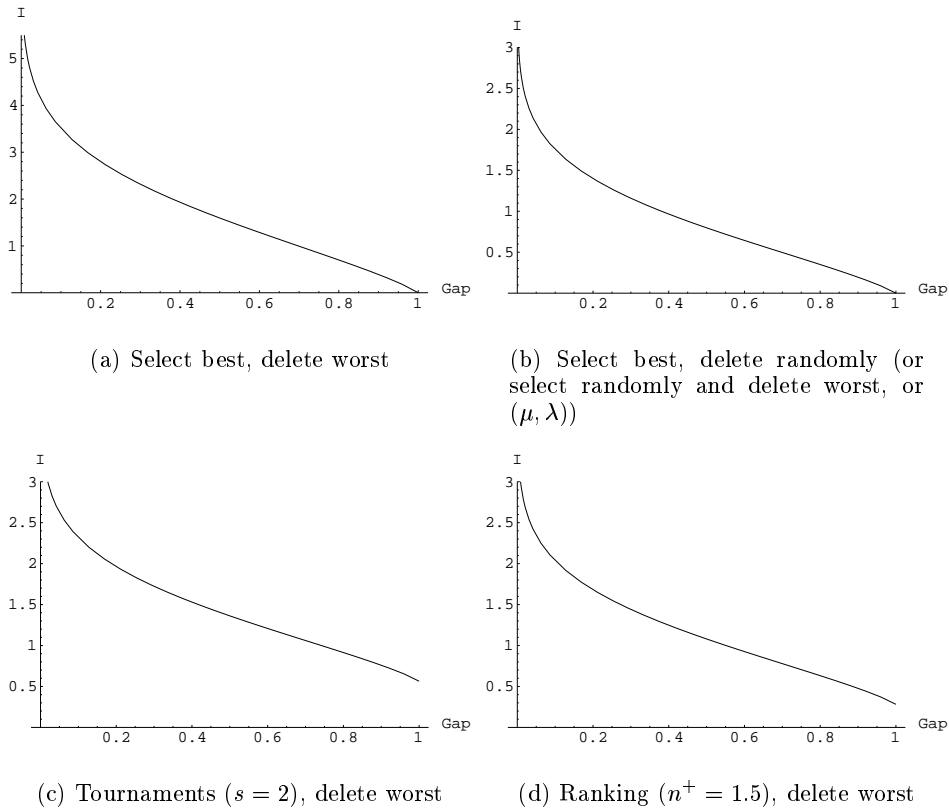 I
5
4
3
2
1
0.2 0.4 0.6 0.8 1 Gap
(a) Select best, delete worst
I
3
2.5
2
1.5
1
0.5
0.2 0.4 0.6 0.8 1 Gap
(b) Select best, delete randomly (or
select randomly and delete worst, or
(μ, λ))
I
3
2.5
2
1.5
1
0.5
0.2 0.4 0.6 0.8 1 Gap
(c) Tournaments (s = 2), delete worst
I
3
2.5
2
1.5
1
0.5
0.2 0.4 0.6 0.8 1 Gap
(d) Ranking (n⁺ = 1.5), delete worst